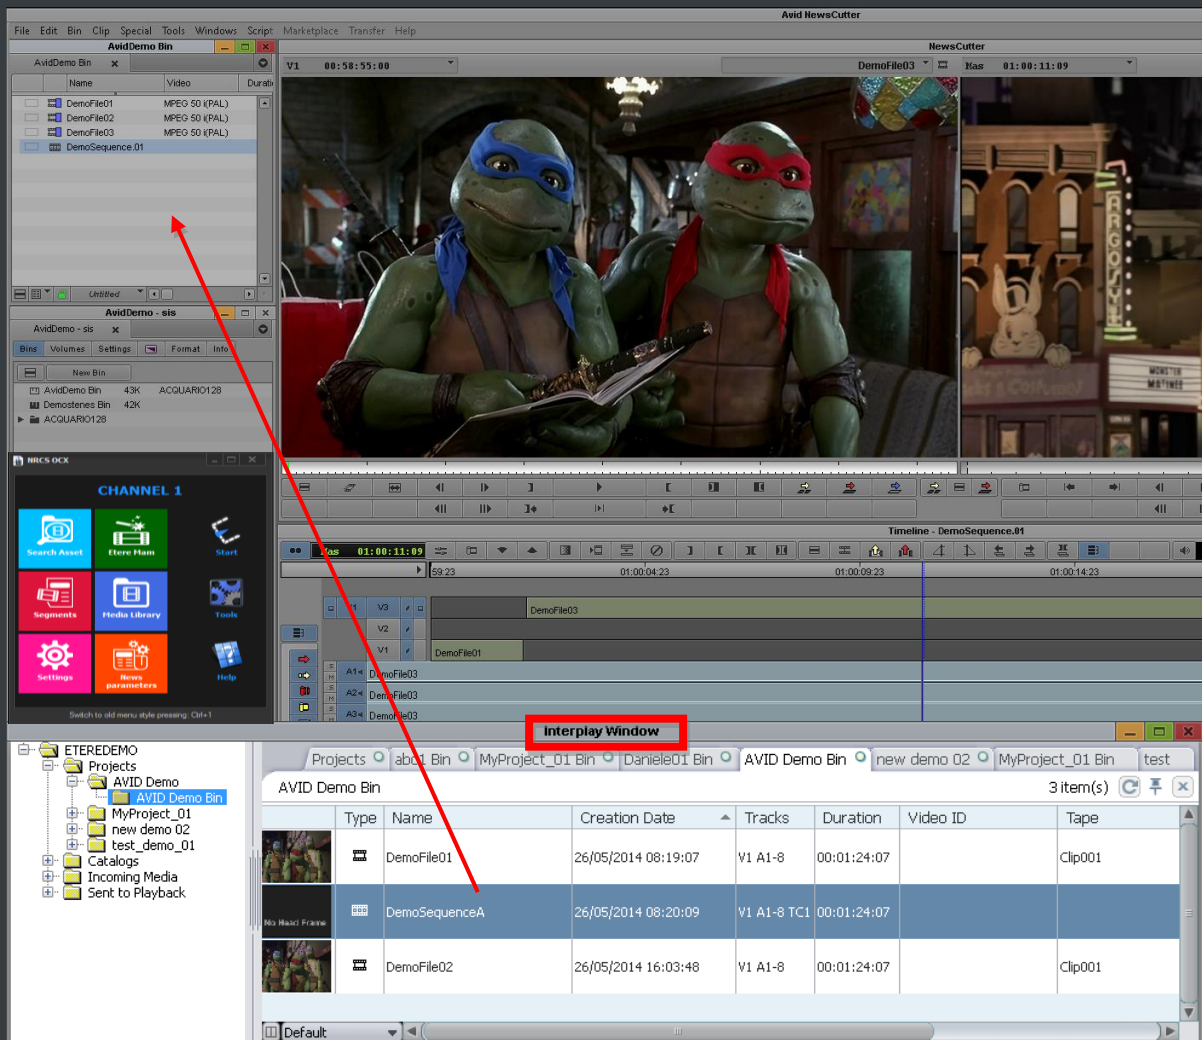 Avid NewsCutter
File Edit Bin Clip Special Tools Windows Script Marketplace Transfer Help
AvidDemo Bin
AvidDemo Bin
Name Video Durati
DemoFile01 MPEG 50 i(PAL)
DemoFile02 MPEG 50 i(PAL)
DemoFile03 MPEG 50 i(PAL)
DemoSequence.01
Untitled
AvidDemo - sis
AvidDemo - sis
Bins Volumes Settings Format Info
New Bin
AvidDemo Bin 43K ACQUARIO128
Demostenes Bin 42K
ACQUARIO128
NewsCutter
V1 00:58:55:00 DemoFile03 Mas 01:00:11:09
ARGOSY
MONSTER
MATINEE
NRCS OCX
CHANNEL 1
Search Asset Etere Mam Start
Segments Media Library Tools
Settings News parameters Help
Switch to old menu style pressing: Ctrl+1
Timeline - DemoSequence.01
Mas 01:00:11:09
59:23 01:00:04:23 01:00:09:23 01:00:14:23
V1 V3 DemoFile03
V2
V1 DemoFile01
A1 DemoFile03
A2 DemoFile03
A3 DemoFile03
Interplay Window
ETEREDEMO
Projects
AVID Demo
AVID Demo Bin
MyProject_01
new demo 02
test_demo_01
Catalogs
Incoming Media
Sent to Playback
Projects abc1 Bin MyProject_01 Bin Daniele01 Bin AVID Demo Bin new demo 02 MyProject_01 Bin test
AVID Demo Bin 3 item(s)
Type Name Creation Date Tracks Duration Video ID Tape
DemoFile01 26/05/2014 08:19:07 V1 A1-8 00:01:24:07 Clip001
No Head Frame DemoSequenceA 26/05/2014 08:20:09 V1 A1-8 TC1 00:01:24:07
DemoFile02 26/05/2014 16:03:48 V1 A1-8 00:01:24:07 Clip001
Default